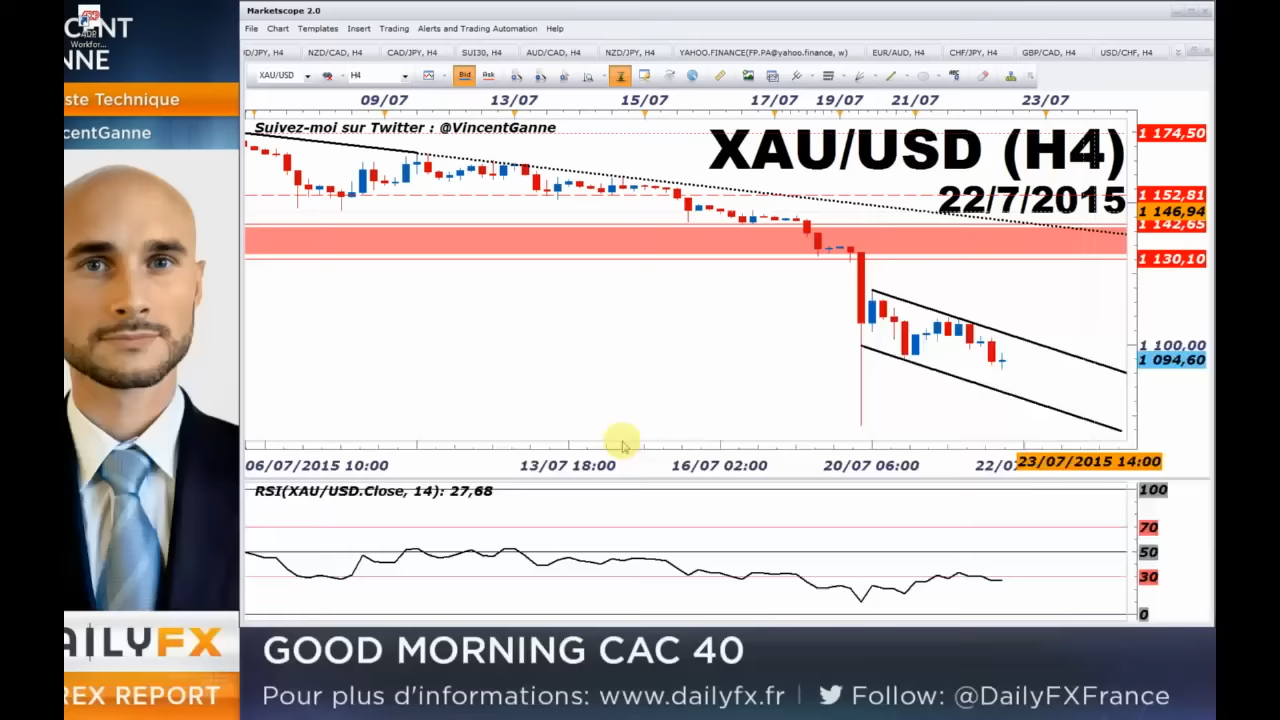 CENT
NNE
ADR
Workfor...
ste Technique
centGanne
Marketscope 2.0
File Chart Templates Insert Trading Alerts and Trading Automation Help
D/JPY, H4 NZD/CAD, H4 CAD/JPY, H4 SUI30, H4 AUD/CAD, H4 NZD/JPY, H4 YAHOO.FINANCE(FP.PA@yahoo.finance, w) EUR/AUD, H4 CHF/JPY, H4 GBP/CAD, H4 USD/CHF, H4
XAU/USD H4 Bid Ask
09/07 13/07 15/07 17/07 19/07 21/07 23/07
Suivez-moi sur Twitter : @VincentGanne
XAU/USD (H4)
22/7/2015
1 174,50
1 152,81
1 146,94
1 142,65
1 130,10
1 100,00
1 094,60
06/07/2015 10:00 13/07 18:00 16/07 02:00 20/07 06:00 22/0 23/07/2015 14:00
RSI(XAU/USD.Close, 14): 27,68
100
70
50
30
0
AILYFX
REX REPORT
GOOD MORNING CAC 40
Pour plus d'informations: www.dailyfx.fr | Follow: @DailyFXFrance